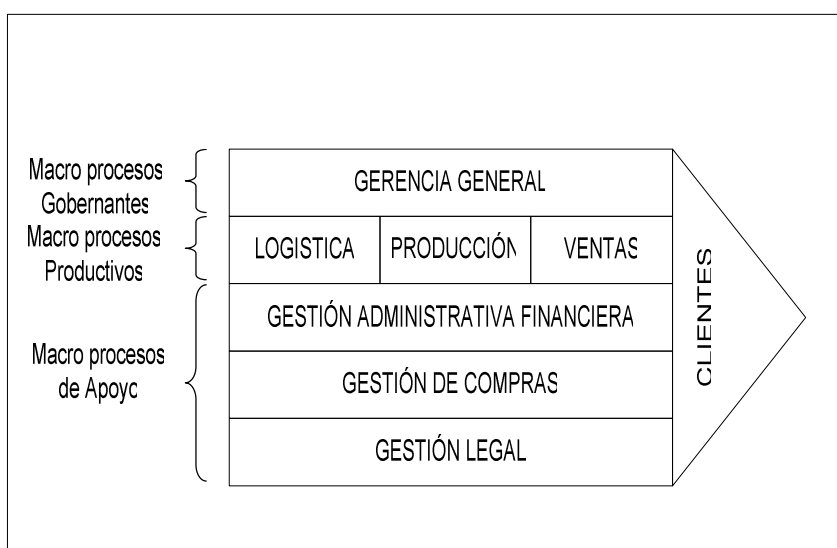 Macro procesos
Gobernantes
GERENCIA GENERAL
Macro procesos
Productivos
LOGISTICA
PRODUCCIÓN
VENTAS
Macro procesos
de Apoyo
GESTIÓN ADMINISTRATIVA FINANCIERA
GESTIÓN DE COMPRAS
GESTIÓN LEGAL
CLIENTES